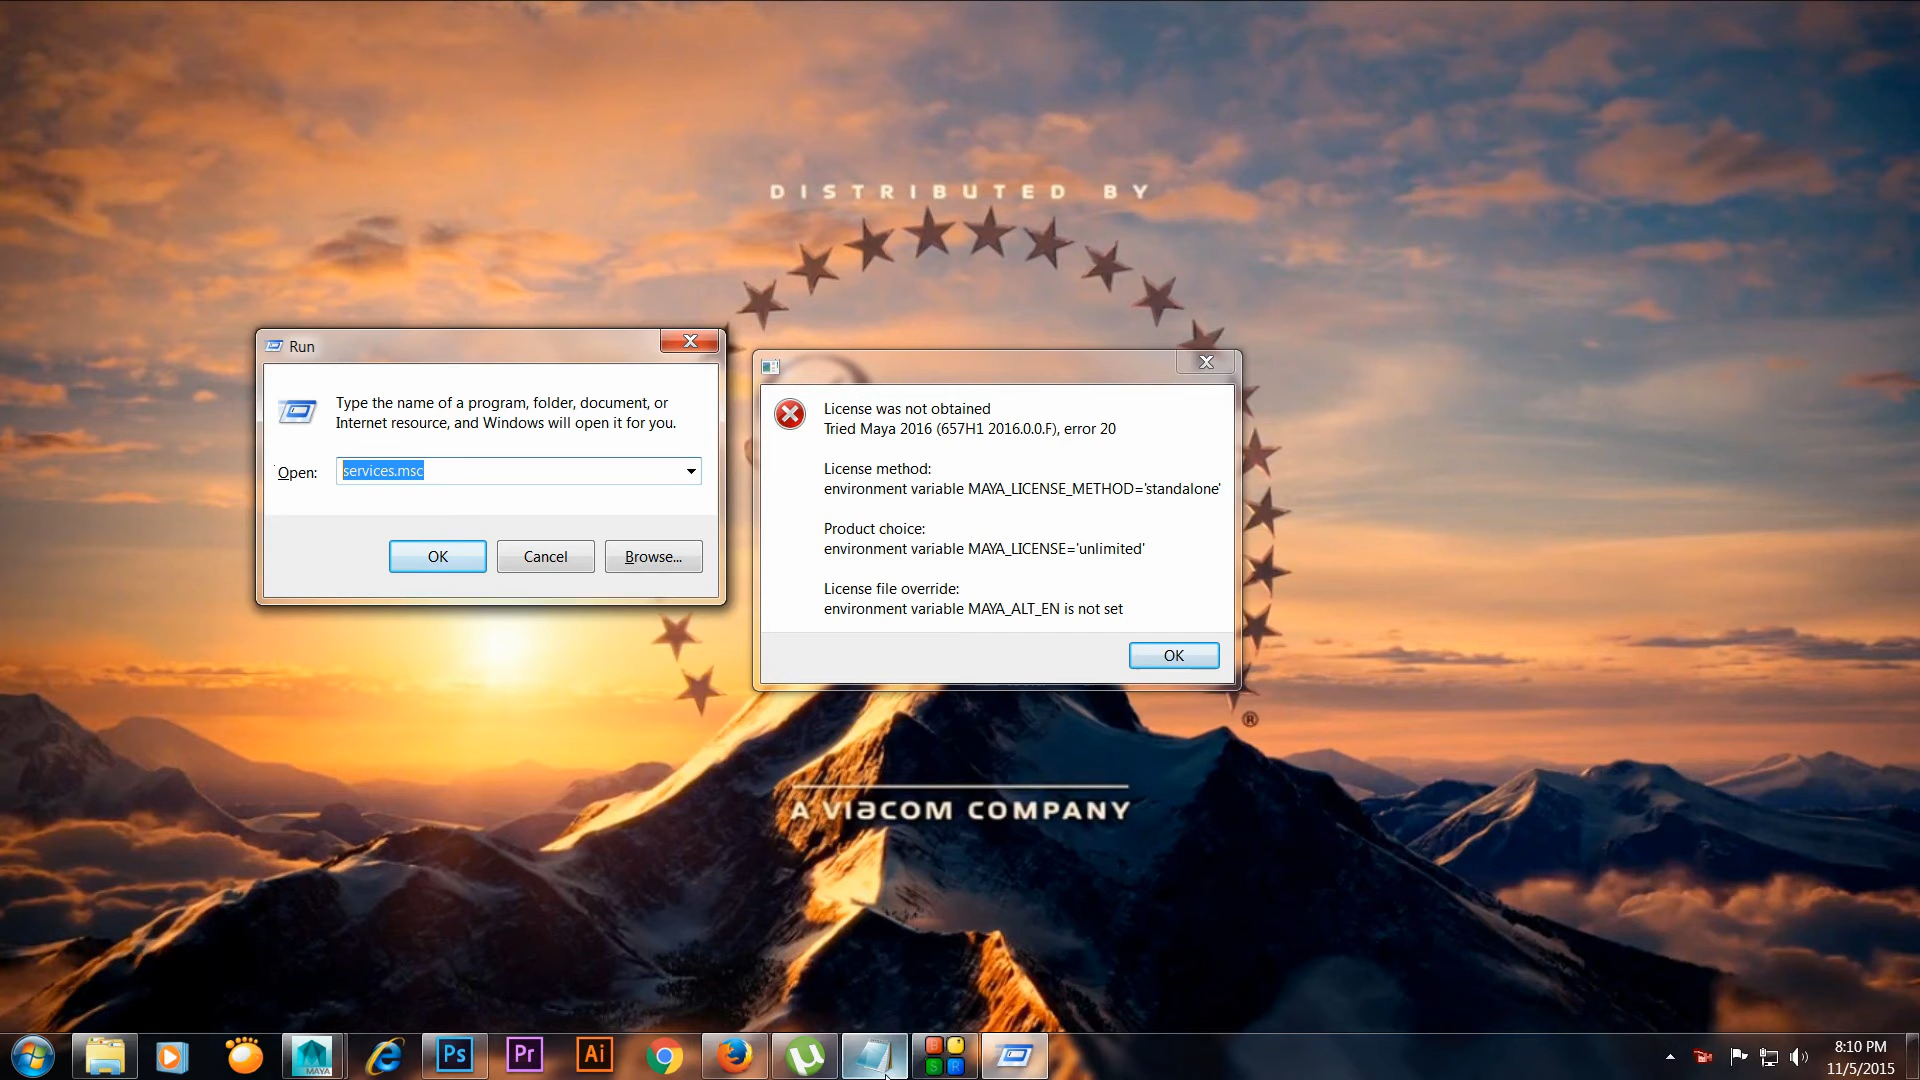 DISTRIBUTED BY
Run
Type the name of a program, folder, document, or
Internet resource, and Windows will open it for you.
Open:
services.msc
OK
Cancel
Browse...
License was not obtained
Tried Maya 2016 (657H1 2016.0.0.F), error 20
License method:
environment variable MAYA_LICENSE_METHOD='standalone'
Product choice:
environment variable MAYA_LICENSE='unlimited'
License file override:
environment variable MAYA_ALT_EN is not set
OK
®
A VIACOM COMPANY
MAYA
Ps
Pr
Ai
B
S
R
8:10 PM
11/5/2015